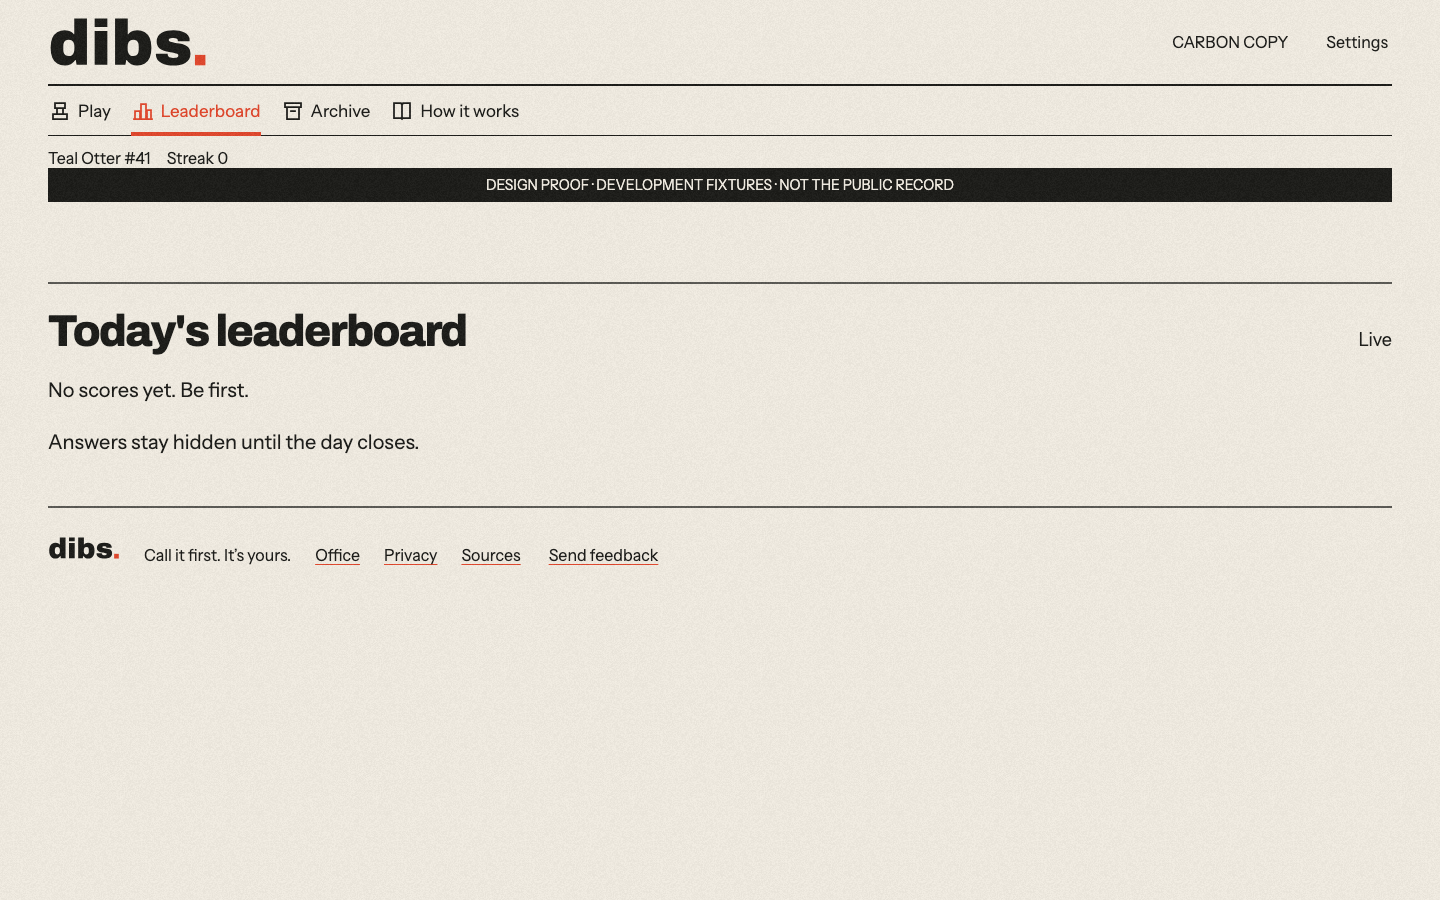 dibs.
CARBON COPY Settings
Play Leaderboard Archive How it works
Teal Otter #41 Streak 0
DESIGN PROOF · DEVELOPMENT FIXTURES · NOT THE PUBLIC RECORD
Today's leaderboard
Live
No scores yet. Be first.
Answers stay hidden until the day closes.
dibs. Call it first. It's yours. Office Privacy Sources Send feedback